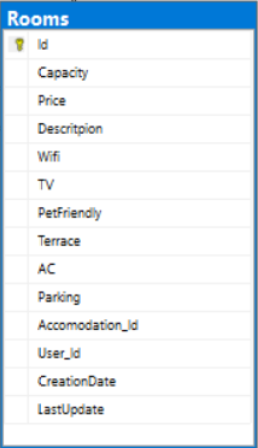 Rooms
Id
Capacity
Price
Descritpion
Wifi
TV
PetFriendly
Terrace
AC
Parking
Accomodation_Id
User_Id
CreationDate
LastUpdate